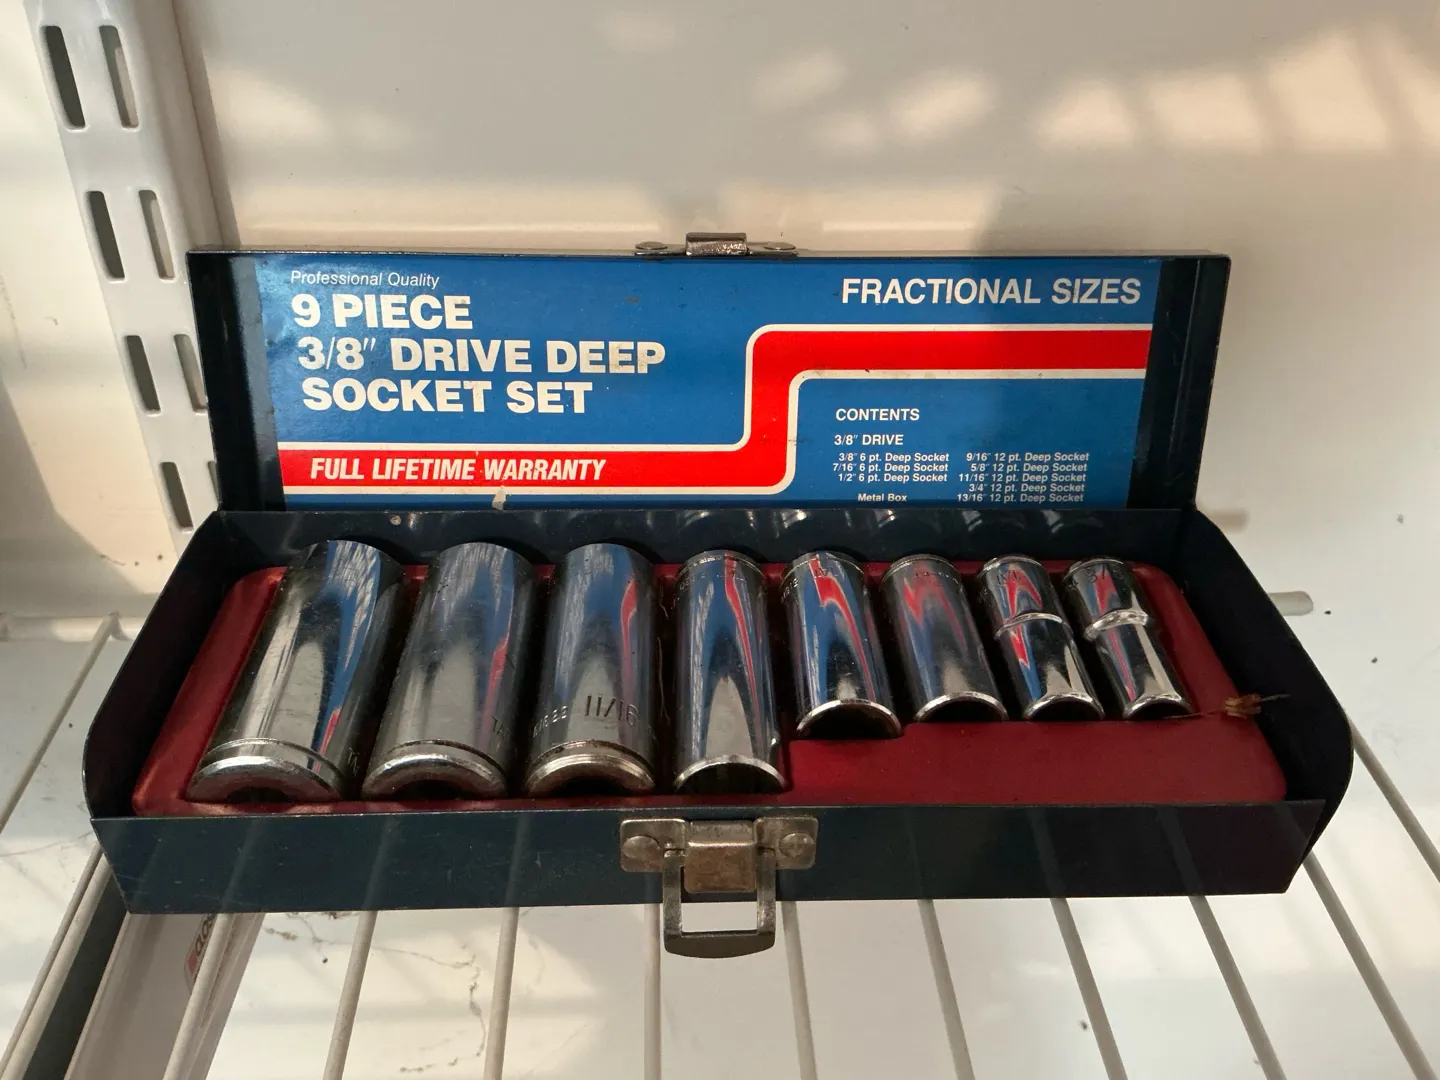 Professional Quality
9 PIECE
3/8" DRIVE DEEP
SOCKET SET
FULL LIFETIME WARRANTY
FRACTIONAL SIZES
CONTENTS
3/8" DRIVE
3/8" 6 pt. Deep Socket
7/16" 6 pt. Deep Socket
1/2" 6 pt. Deep Socket
Metal Box
9/16" 12 pt. Deep Socket
5/8" 12 pt. Deep Socket
11/16" 12 pt. Deep Socket
3/4" 12 pt. Deep Socket
13/16" 12 pt. Deep Socket
11/16